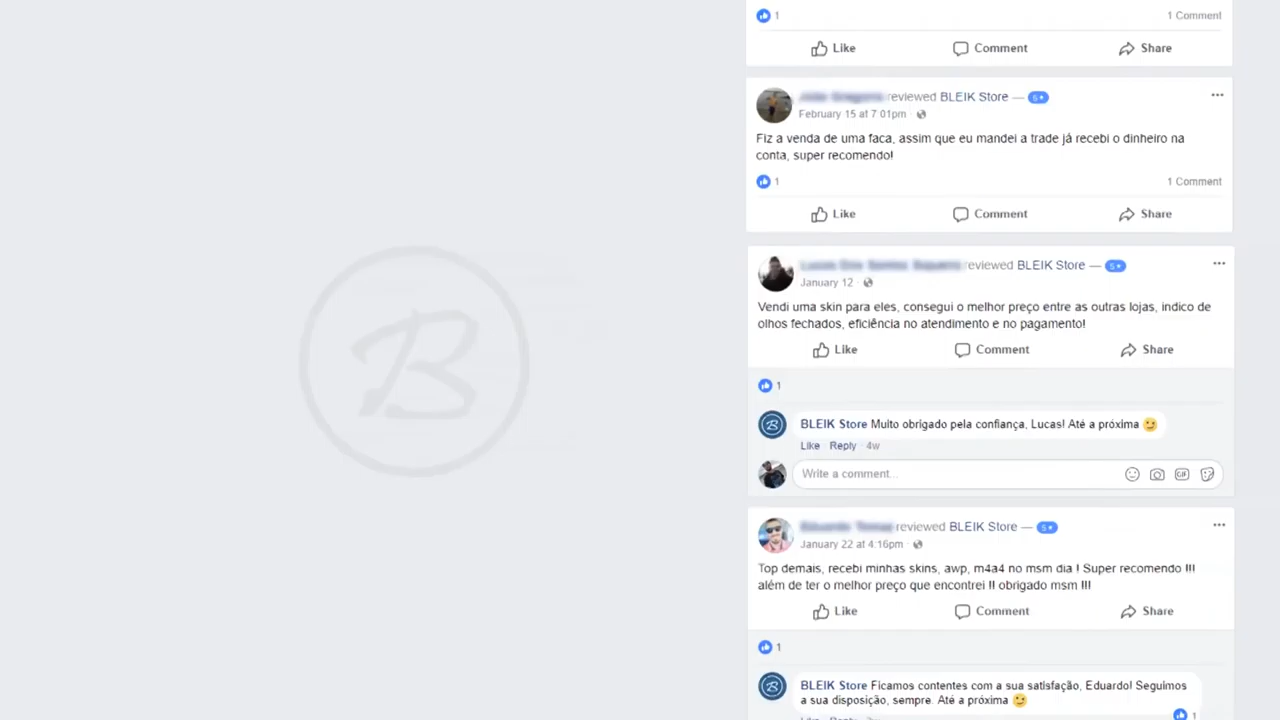 1
1 Comment
Like
Comment
Share
reviewed BLEIK Store — 5★
February 15 at 7:01pm ·
Fiz a venda de uma faca, assim que eu mandei a trade já recebi o dinheiro na
conta, super recomendo!
1
1 Comment
Like
Comment
Share
reviewed BLEIK Store — 5★
January 12 ·
Vendi uma skin para eles, consegui o melhor preço entre as outras lojas, indico de
olhos fechados, eficiência no atendimento e no pagamento!
Like
Comment
Share
1
B
BLEIK Store Muito obrigado pela confiança, Lucas! Até a próxima 😉
Like · Reply · 4w
Write a comment...
GIF
reviewed BLEIK Store — 5★
January 22 at 4:16pm ·
Top demais, recebi minhas skins, awp, m4a4 no msm dia ! Super recomendo !!!
além de ter o melhor preço que encontrei !! obrigado msm !!!
Like
Comment
Share
1
B
BLEIK Store Ficamos contentes com a sua satisfação, Eduardo! Seguimos
a sua disposição, sempre. Até a próxima 😉
1
B